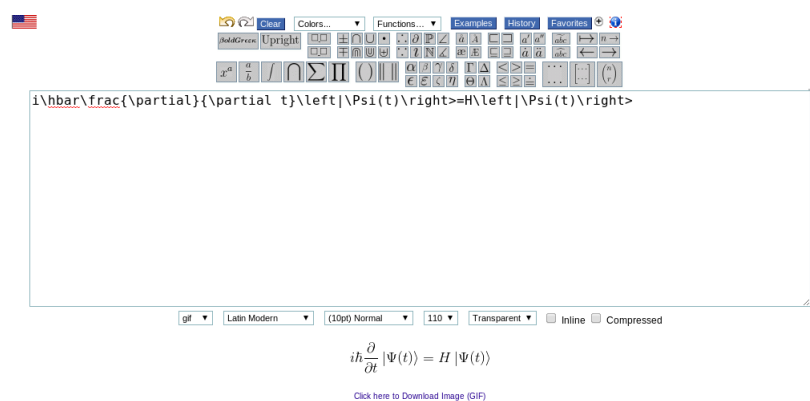 Clear Colors... Functions... Examples History Favorites
βoldGreek Upright
i\hbar\frac{\partial}{\partial t}\left|\Psi(t)\right>=H\left|\Psi(t)\right>
gif Latin Modern (10pt) Normal 110 Transparent Inline Compressed
iℏ ∂/∂t |Ψ(t)⟩ = H |Ψ(t)⟩
Click here to Download Image (GIF)